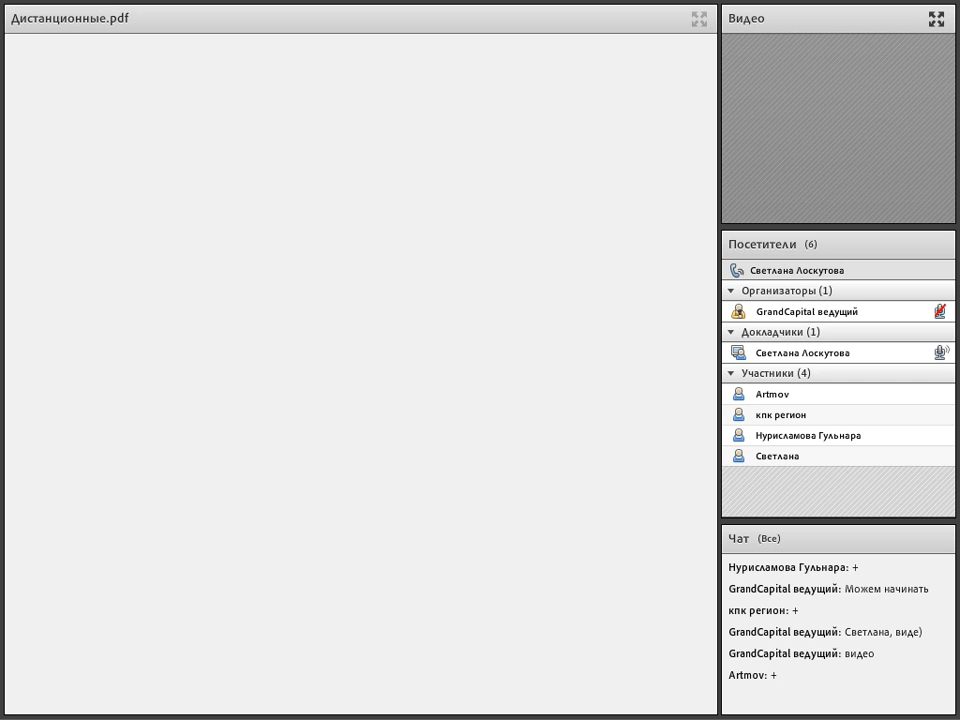 Дистанционные.pdf
Видео
Посетители (6)
Светлана Лоскутова
Организаторы (1)
GrandCapital ведущий
Докладчики (1)
Светлана Лоскутова
Участники (4)
Artmov
кпк регион
Нурисламова Гульнара
Светлана
Чат (Все)
Нурисламова Гульнара: +
GrandCapital ведущий: Можем начинать
кпк регион: +
GrandCapital ведущий: Светлана, виде)
GrandCapital ведущий: видео
Artmov: +